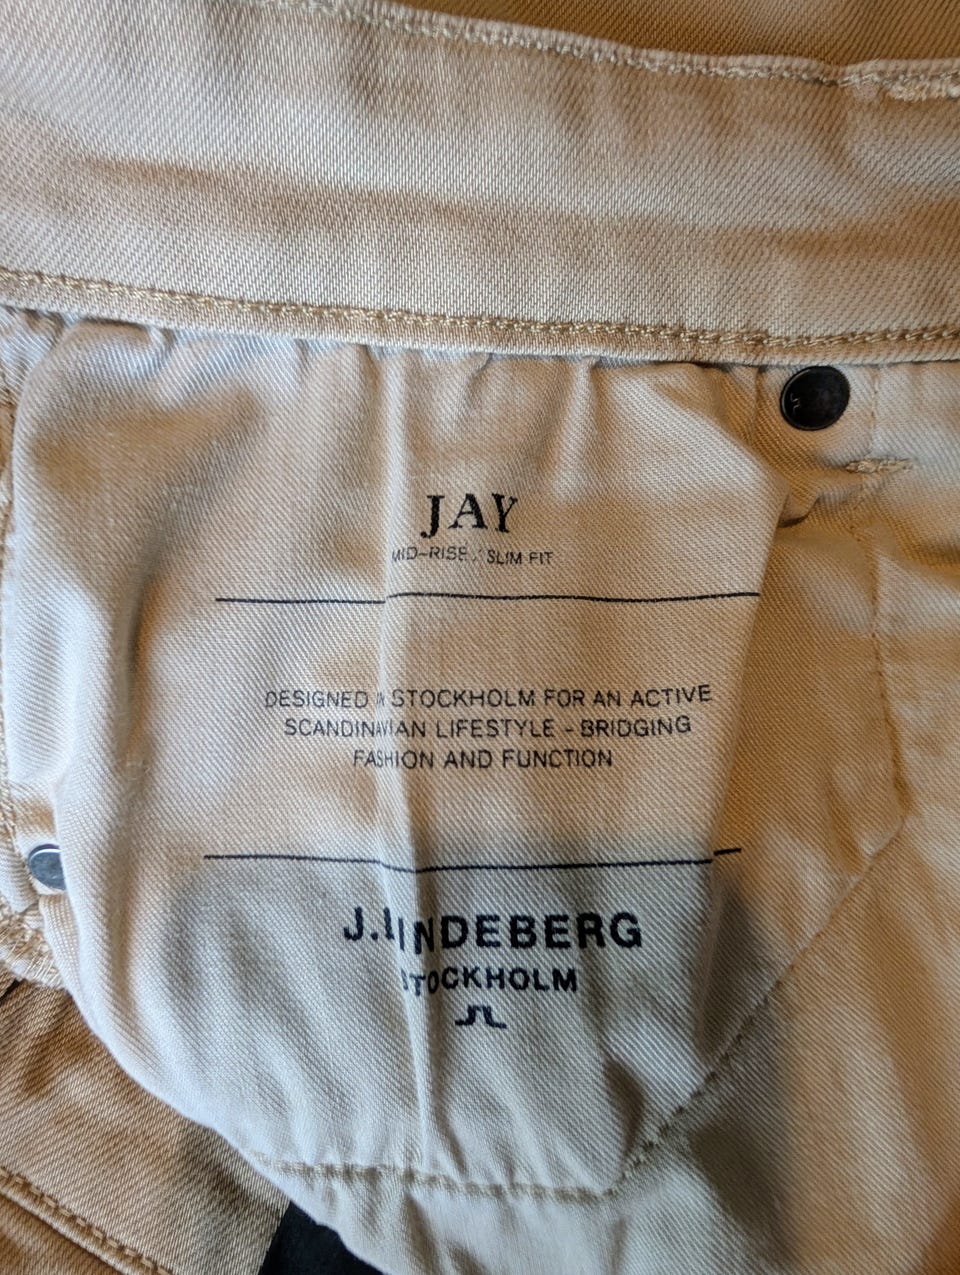 JAY
MID-RISE / SLIM FIT
DESIGNED STOCKHOLM FOR AN ACTIVE
SCANDINAVIAN LIFESTYLE - BRIDGING
FASHION AND FUNCTION
J.LINDEBERG
STOCKHOLM